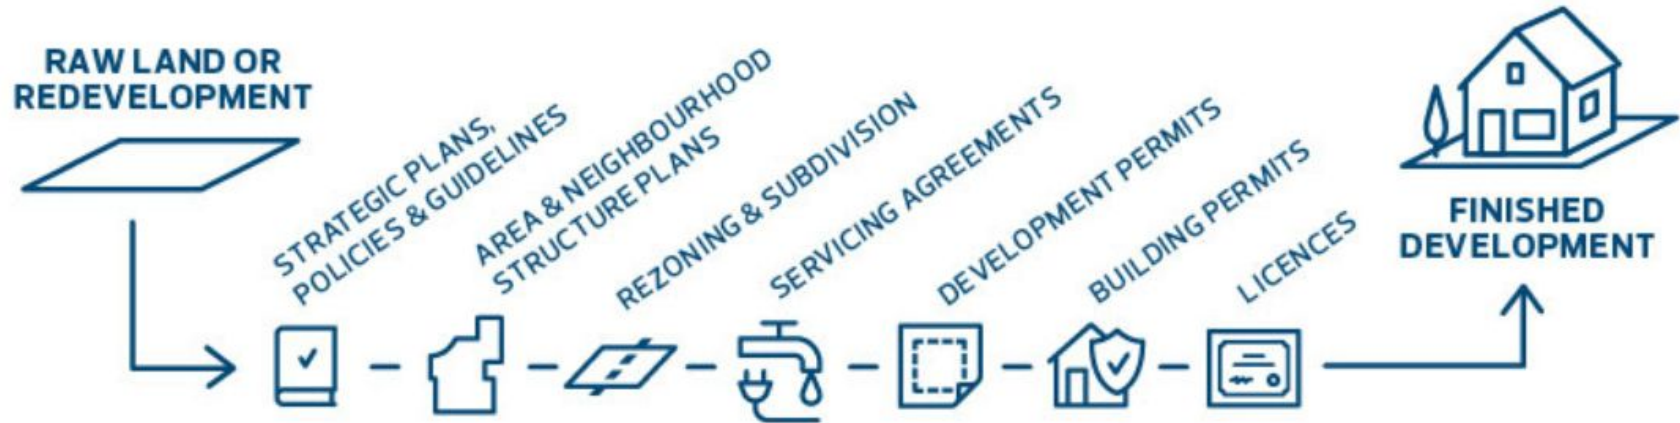 RAW LAND OR
REDEVELOPMENT
STRATEGIC PLANS,
POLICIES & GUIDELINES
AREA & NEIGHBOURHOOD
STRUCTURE PLANS
REZONING & SUBDIVISION
SERVICING AGREEMENTS
DEVELOPMENT PERMITS
BUILDING PERMITS
LICENCES
FINISHED
DEVELOPMENT